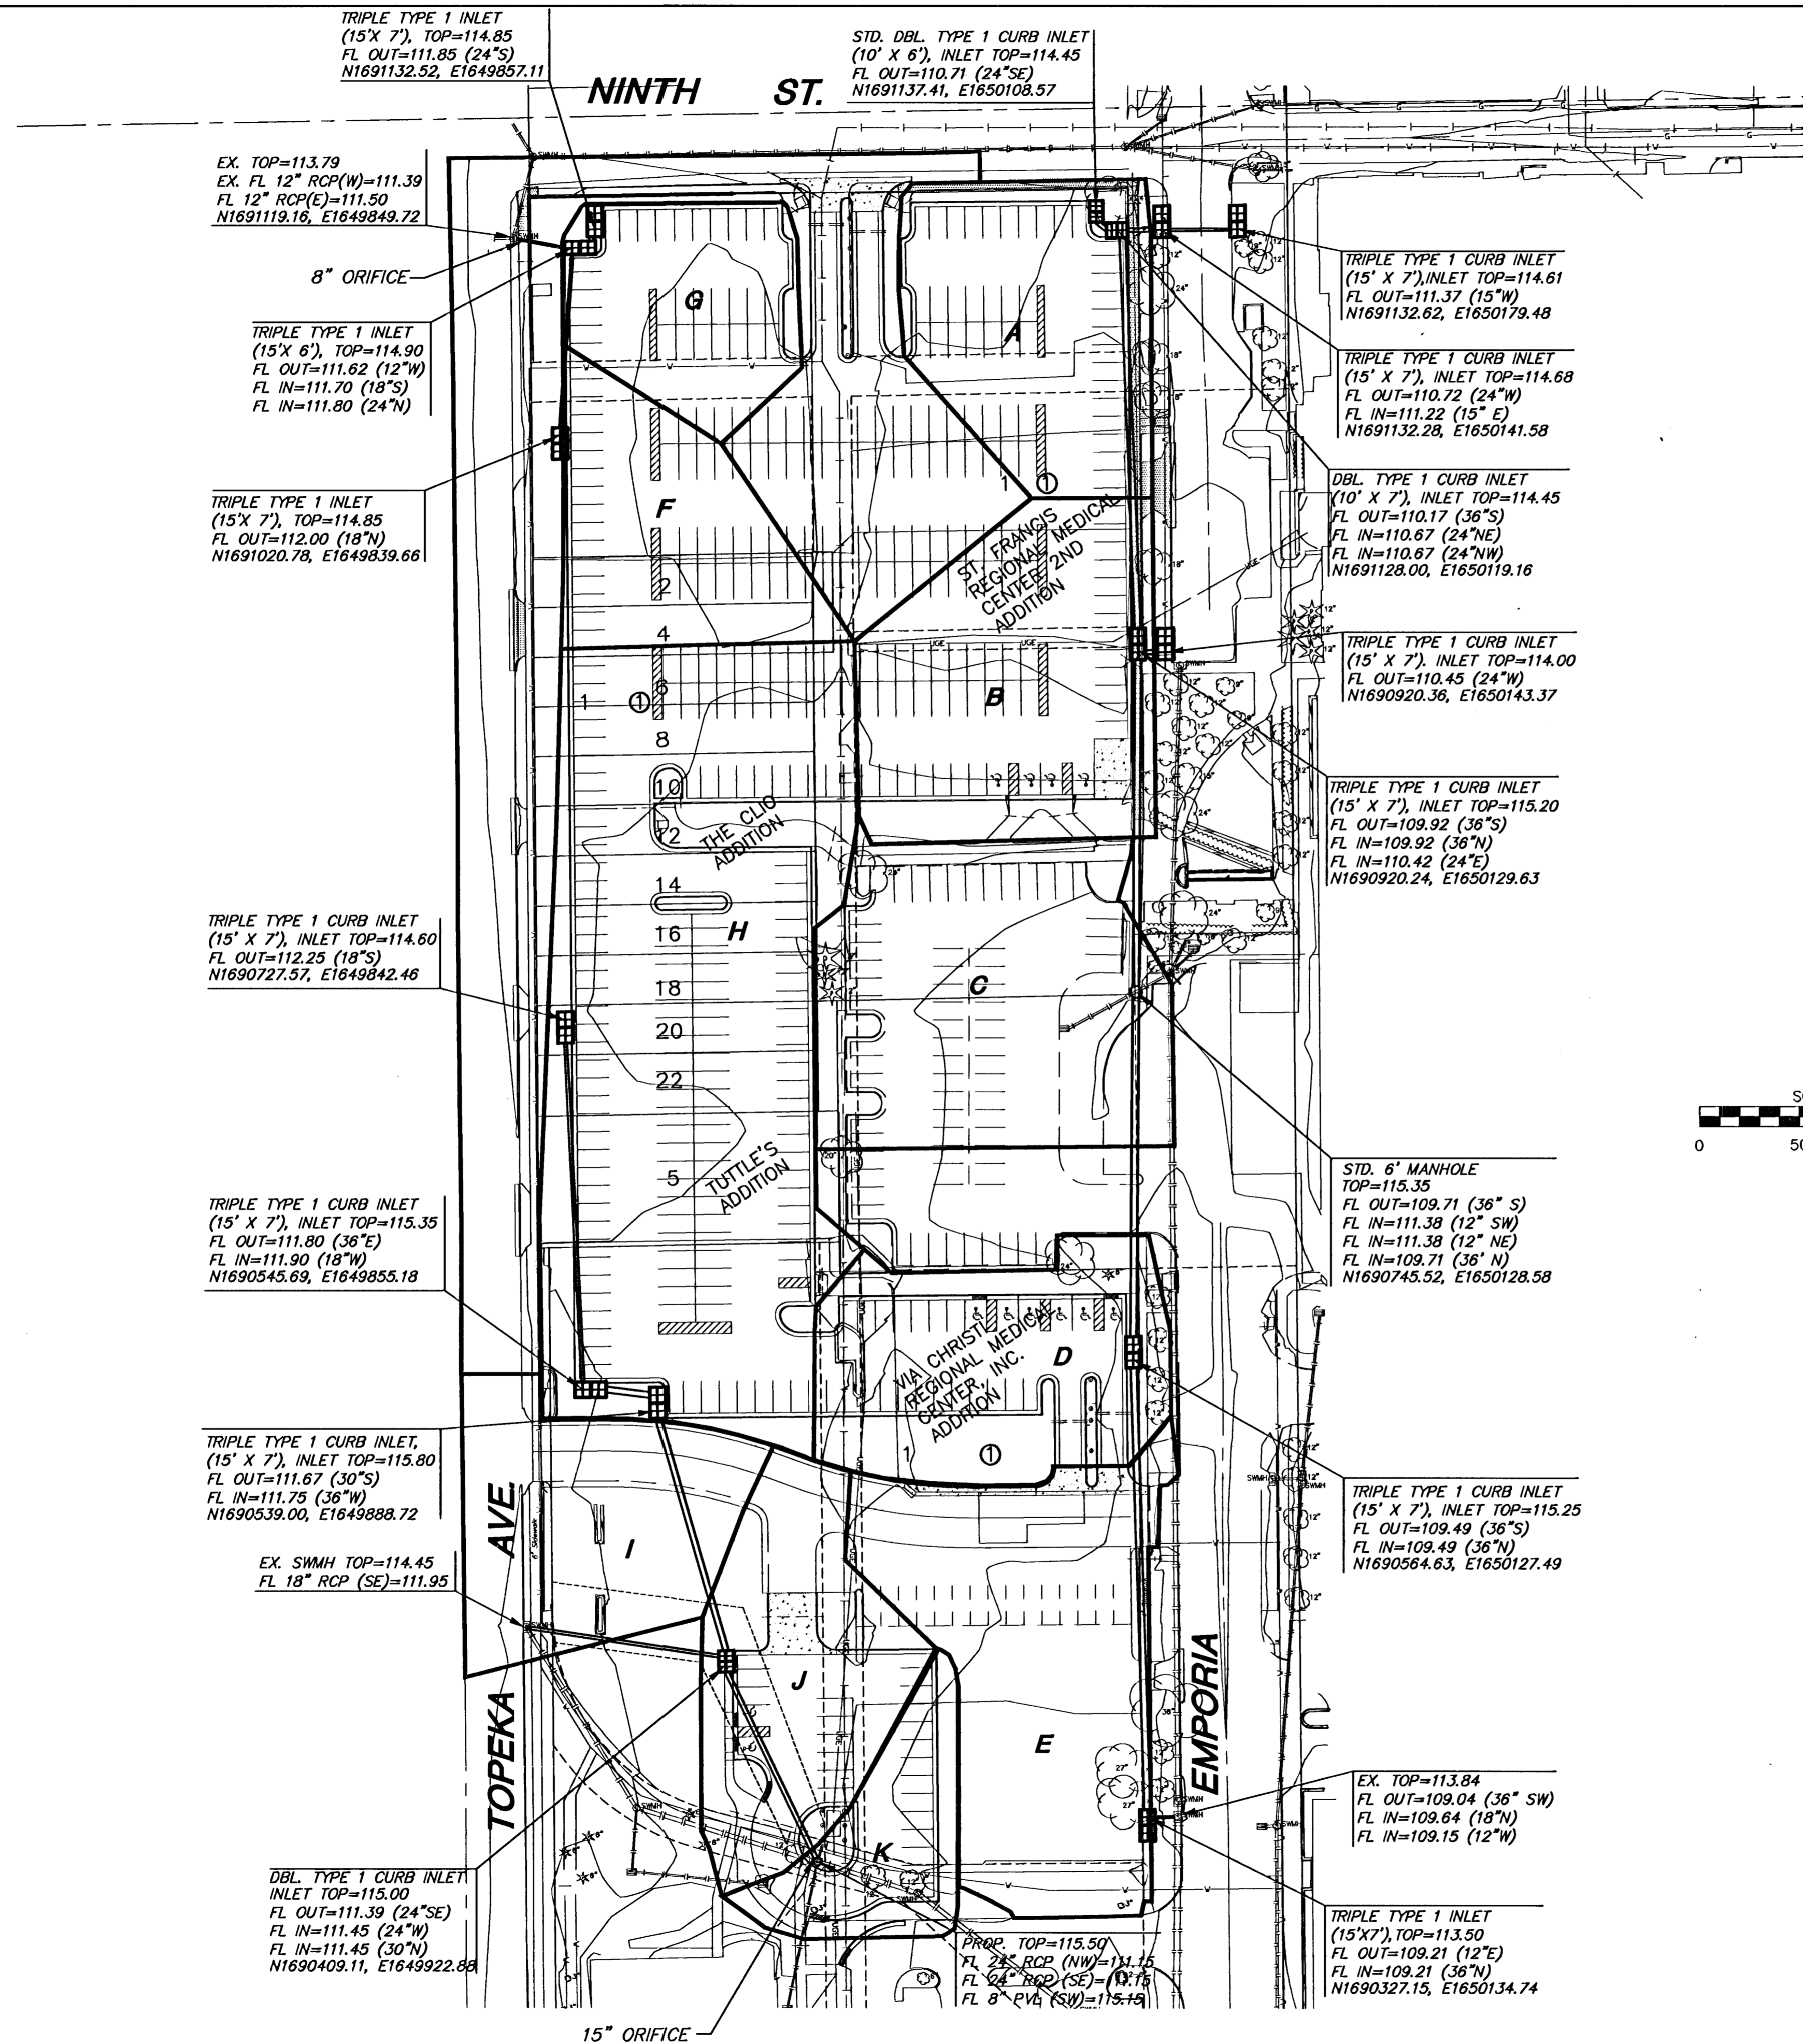 TRIPLE TYPE 1 INLET
(15'X 7'), TOP=114.85
FL OUT=111.85 (24"S)
N1691132.52, E1649857.11
STD. DBL. TYPE 1 CURB INLET
(10' X 6'), INLET TOP=114.45
FL OUT=110.71 (24"SE)
N1691137.41, E1650108.57
NINTH ST.
EX. TOP=113.79
EX. FL 12" RCP(W)=111.39
FL 12" RCP(E)=111.50
N1691119.16, E1649849.72
8" ORIFICE
TRIPLE TYPE 1 INLET
(15'X 6'), TOP=114.90
FL OUT=111.62 (12"W)
FL IN=111.70 (18"S)
FL IN=111.80 (24"N)
TRIPLE TYPE 1 INLET
(15'X 7'), TOP=114.85
FL OUT=112.00 (18"N)
N1691020.78, E1649839.66
TRIPLE TYPE 1 CURB INLET
(15' X 7'), INLET TOP=114.60
FL OUT=112.25 (18"S)
N1690727.57, E1649842.46
TRIPLE TYPE 1 CURB INLET
(15' X 7'), INLET TOP=115.35
FL OUT=111.80 (36"E)
FL IN=111.90 (18"W)
N1690545.69, E1649855.18
TRIPLE TYPE 1 CURB INLET,
(15' X 7'), INLET TOP=115.80
FL OUT=111.67 (30"S)
FL IN=111.75 (36"W)
N1690539.00, E1649888.72
EX. SWMH TOP=114.45
FL 18" RCP (SE)=111.95
DBL. TYPE 1 CURB INLET
INLET TOP=115.00
FL OUT=111.39 (24"SE)
FL IN=111.45 (24"W)
FL IN=111.45 (30"N)
N1690409.11, E1649922.88
15" ORIFICE
TOPEKA AVE.
6' Sidewalk
G
A
F
B
H
C
D
I
J
E
K
1
1
2
4
6
1
1
8
10
12
14
16
18
20
22
5
1
1
ST. FRANCIS
REGIONAL MEDICAL
CENTER 2ND
ADDITION
THE CLIO
ADDITION
TUTTLE'S
ADDITION
VIA CHRISTI
REGIONAL MEDICAL
CENTER, INC.
ADDITION
EMPORIA
TRIPLE TYPE 1 CURB INLET
(15' X 7'),INLET TOP=114.61
FL OUT=111.37 (15"W)
N1691132.62, E1650179.48
TRIPLE TYPE 1 CURB INLET
(15' X 7'), INLET TOP=114.68
FL OUT=110.72 (24"W)
FL IN=111.22 (15" E)
N1691132.28, E1650141.58
DBL. TYPE 1 CURB INLET
(10' X 7'), INLET TOP=114.45
FL OUT=110.17 (36"S)
FL IN=110.67 (24"NE)
FL IN=110.67 (24"NW)
N1691128.00, E1650119.16
TRIPLE TYPE 1 CURB INLET
(15' X 7'). INLET TOP=114.00
FL OUT=110.45 (24"W)
N1690920.36, E1650143.37
TRIPLE TYPE 1 CURB INLET
(15' X 7'), INLET TOP=115.20
FL OUT=109.92 (36"S)
FL IN=109.92 (36"N)
FL IN=110.42 (24"E)
N1690920.24, E1650129.63
0
STD. 6' MANHOLE
TOP=115.35
FL OUT=109.71 (36" S)
FL IN=111.38 (12" SW)
FL IN=111.38 (12" NE)
FL IN=109.71 (36' N)
N1690745.52, E1650128.58
TRIPLE TYPE 1 CURB INLET
(15' X 7'), INLET TOP=115.25
FL OUT=109.49 (36"S)
FL IN=109.49 (36"N)
N1690564.63, E1650127.49
EX. TOP=113.84
FL OUT=109.04 (36" SW)
FL IN=109.64 (18"N)
FL IN=109.15 (12"W)
TRIPLE TYPE 1 INLET
(15'X7'),TOP=113.50
FL OUT=109.21 (12"E)
FL IN=109.21 (36"N)
N1690327.15, E1650134.74
PROP. TOP=115.50
FL 24" RCP (NW)=111.15
FL 24" RCP (SE)=111.15